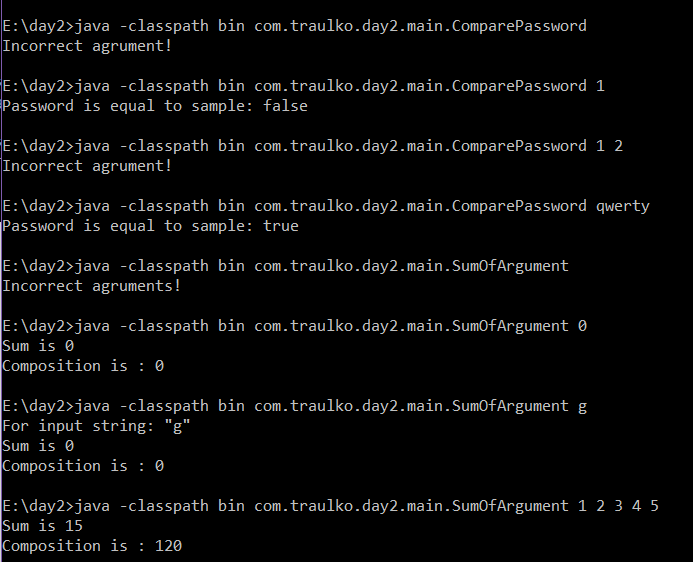 E:\day2>java -classpath bin com.traulko.day2.main.ComparePassword
Incorrect agrument!
E:\day2>java -classpath bin com.traulko.day2.main.ComparePassword 1
Password is equal to sample: false
E:\day2>java -classpath bin com.traulko.day2.main.ComparePassword 1 2
Incorrect agrument!
E:\day2>java -classpath bin com.traulko.day2.main.ComparePassword qwerty
Password is equal to sample: true
E:\day2>java -classpath bin com.traulko.day2.main.SumOfArgument
Incorrect agruments!
E:\day2>java -classpath bin com.traulko.day2.main.SumOfArgument 0
Sum is 0
Composition is : 0
E:\day2>java -classpath bin com.traulko.day2.main.SumOfArgument g
For input string: "g"
Sum is 0
Composition is : 0
E:\day2>java -classpath bin com.traulko.day2.main.SumOfArgument 1 2 3 4 5
Sum is 15
Composition is : 120